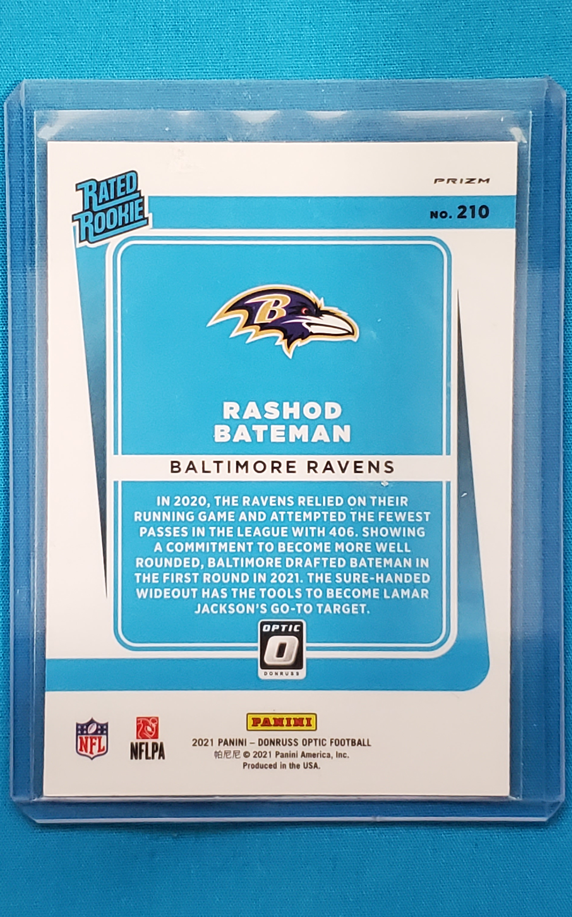 PRIZM
RATED
ROOKIE
NO. 210
B
RASHOD
BATEMAN
BALTIMORE RAVENS
IN 2020, THE RAVENS RELIED ON THEIR
RUNNING GAME AND ATTEMPTED THE FEWEST
PASSES IN THE LEAGUE WITH 406. SHOWING
A COMMITMENT TO BECOME MORE WELL
ROUNDED, BALTIMORE DRAFTED BATEMAN IN
THE FIRST ROUND IN 2021. THE SURE-HANDED
WIDEOUT HAS THE TOOLS TO BECOME LAMAR
JACKSON'S GO-TO TARGET.
OPTIC
O
DONRUSS
NFL
NFLPA
PANINI
2021 PANINI – DONRUSS OPTIC FOOTBALL
帕尼尼 © 2021 Panini America, Inc.
Produced in the USA.